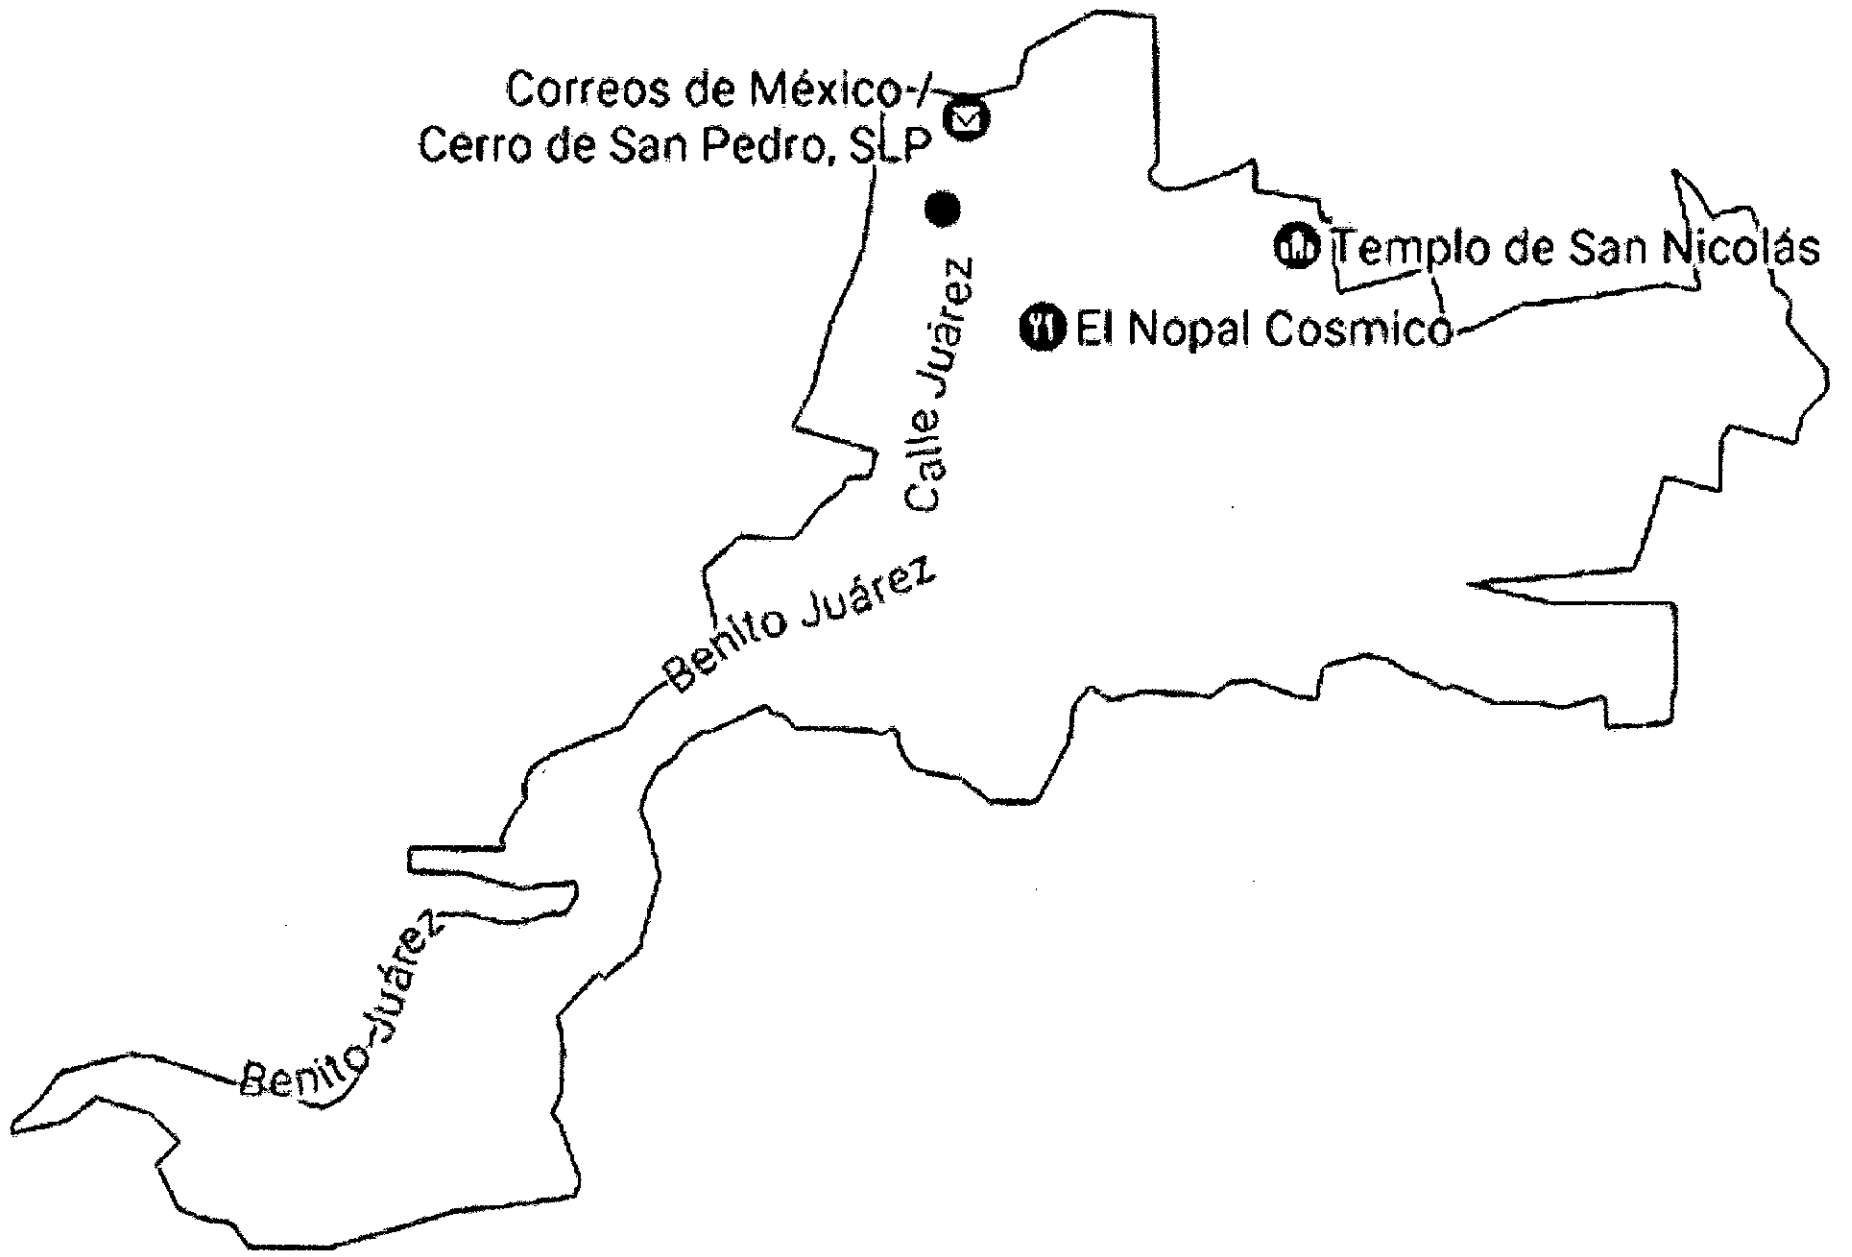 Correos de México-/
Cerro de San Pedro, SLP
Templo de San Nicolás
El Nopal Cosmico
Calle Juárez
Benito Juárez
Benito Juárez